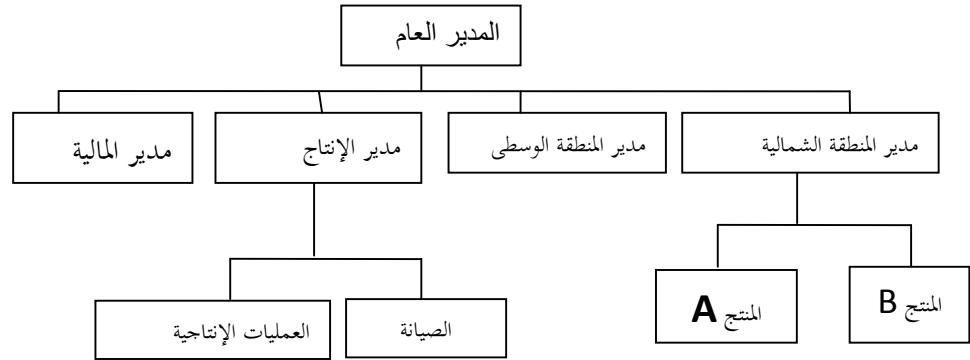 المدير العام
مدير المنطقة الشمالية
مدير المنطقة الوسطى
مدير الإنتاج
مدير المالية
المنتج B
المنتج A
الصيانة
العمليات الإنتاجية